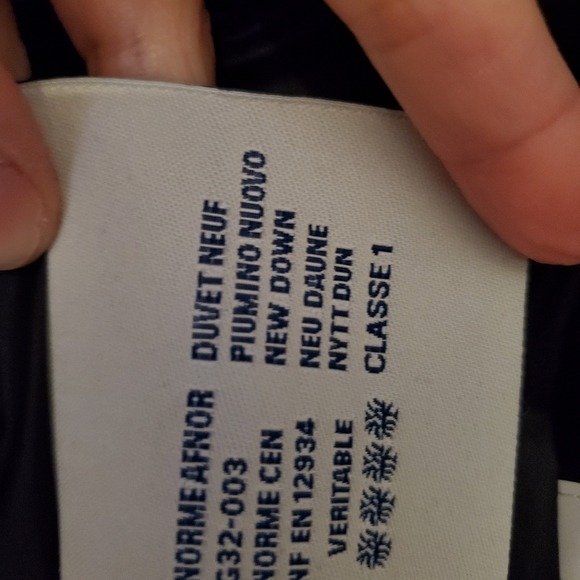 NORME AFNOR
G32-003
NORME CEN
NF EN 12934
VERITABLE
DUVET NEUF
PIUMINO NUOVO
NEW DOWN
NEU DAUNE
NYTT DUN
CLASSE 1